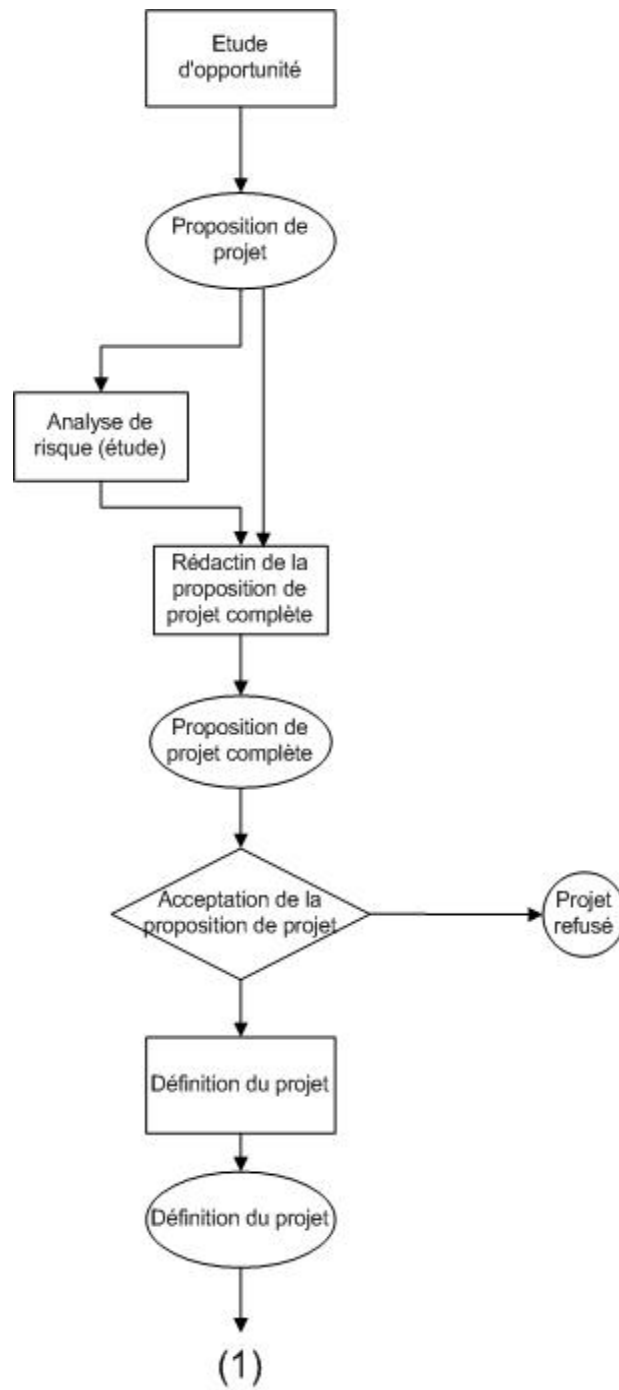 Etude
d'opportunité
Proposition de
projet
Analyse de
risque (étude)
Rédactin de la
proposition de
projet complète
Proposition de
projet complète
Acceptation de la
proposition de projet
Projet
refusé
Définition du projet
Définition du projet
(1)